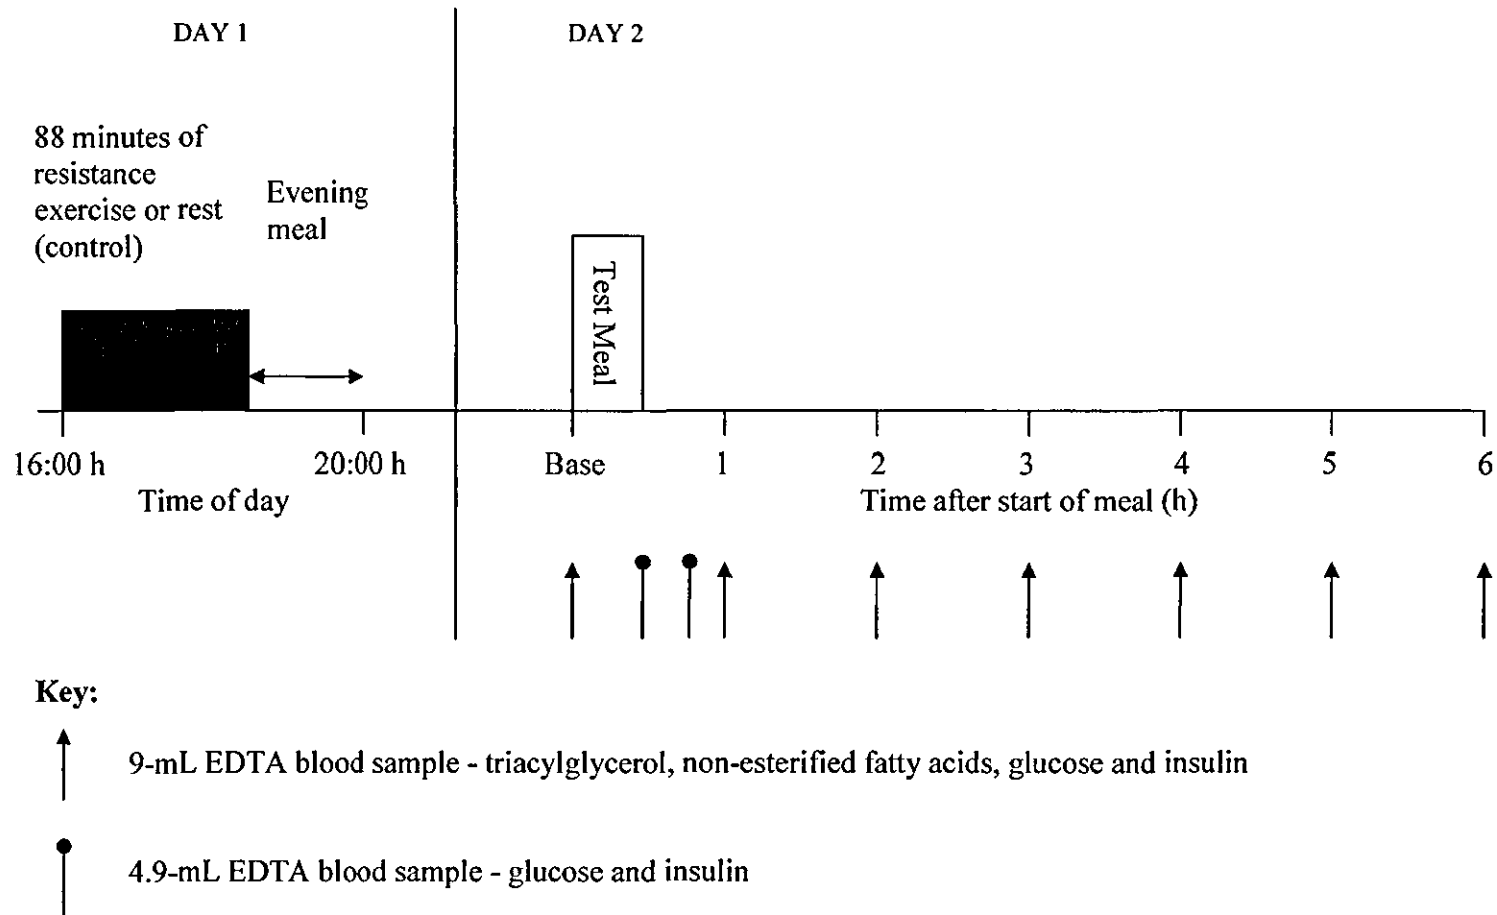 DAY 1
DAY 2
88 minutes of
resistance
exercise or rest
(control)
Evening
meal
Test Meal
16:00 h
20:00 h
Base
1
2
3
4
5
6
Time of day
Time after start of meal (h)
Key:
9-mL EDTA blood sample - triacylglycerol, non-esterified fatty acids, glucose and insulin
4.9-mL EDTA blood sample - glucose and insulin